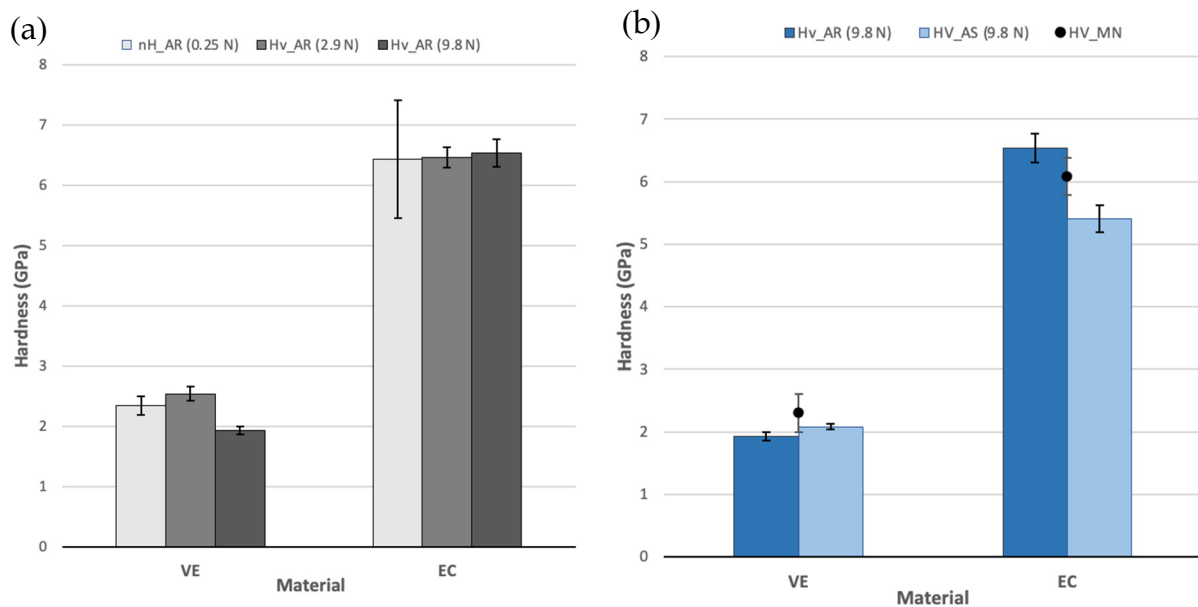 (a)
nH_AR (0.25 N) Hv_AR (2.9 N) Hv_AR (9.8 N)
8
7
6
5
4
3
2
1
0
Hardness (GPa)
VE EC
Material
(b)
Hv_AR (9.8 N) HV_AS (9.8 N) HV_MN
8
7
6
5
4
3
2
1
0
Hardness (GPa)
VE EC
Material